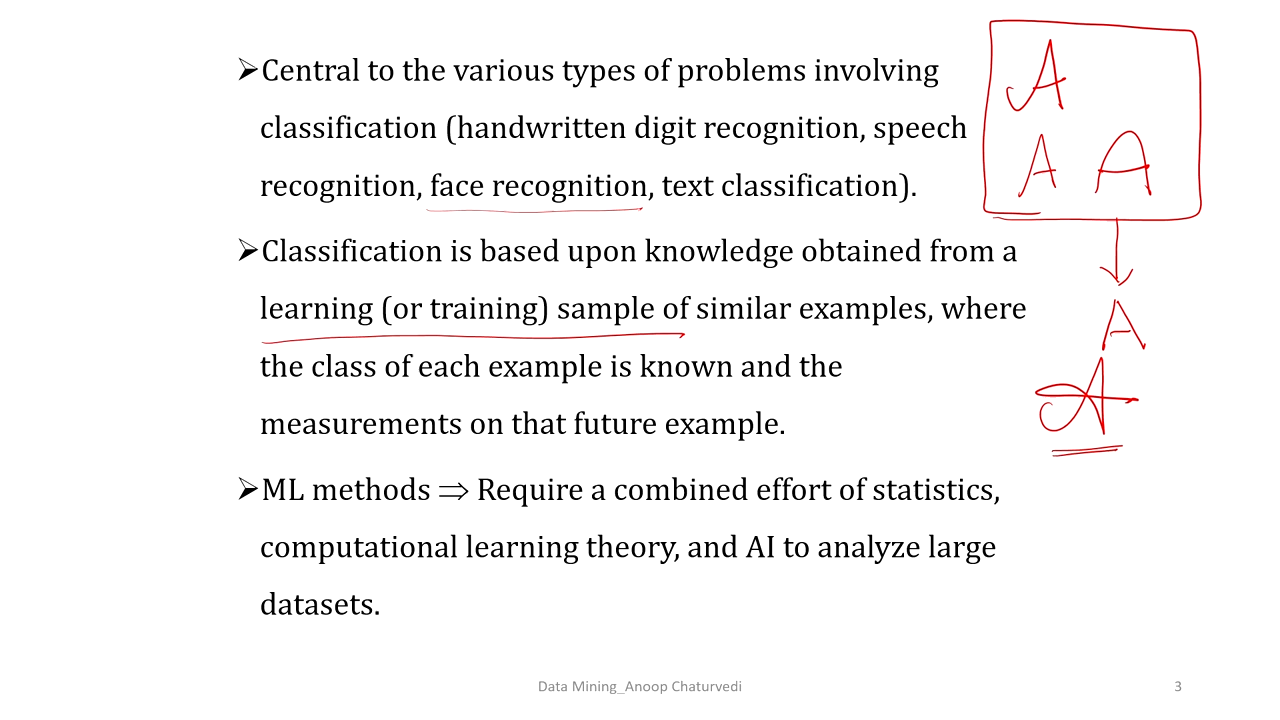 ➢Central to the various types of problems involving
classification (handwritten digit recognition, speech
recognition, face recognition, text classification).
➢Classification is based upon knowledge obtained from a
learning (or training) sample of similar examples, where
the class of each example is known and the
measurements on that future example.
➢ML methods ⟹ Require a combined effort of statistics,
computational learning theory, and AI to analyze large
datasets.
A
A A
A
A
Data Mining_Anoop Chaturvedi
3